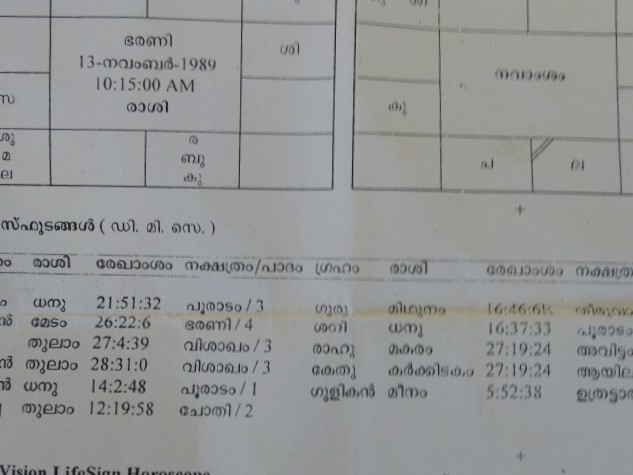 കു ശി
ഭരണി
13-നവംബർ-1989
10:15:00 AM
രാശി
ശി
നവാംശം
സ
കു
ശു
മ
ല
ര
ബു
കു
ച
ല
സ്ഫുടങ്ങൾ ( ഡി. മി. സെ. )
രാശി രേഖാംശം നക്ഷത്രം/പാദം ഗ്രഹം രാശി രേഖാംശം നക്ഷത്ര
ധനു 21:51:32 പൂരാടം / 3 ഗുരു മിഥുനം
ൻ മേടം 26:22:6 ഭരണി / 4 ശനി ധനു 16:37:33 പൂരാടം
തുലാം 27:4:39 വിശാഖം / 3 രാഹു മകരം 27:19:24 അവിട്ടം
ൻ തുലാം 28:31:0 വിശാഖം / 3 കേതു കർക്കിടകം 27:19:24 ആയില
ൻ ധനു 14:2:48 പൂരാടം / 1 ഗുളികൻ മീനം 5:52:38 ഉത്രട്ടാ
തുലാം 12:19:58 ചോതി / 2
Vision LifeSign Horoscope